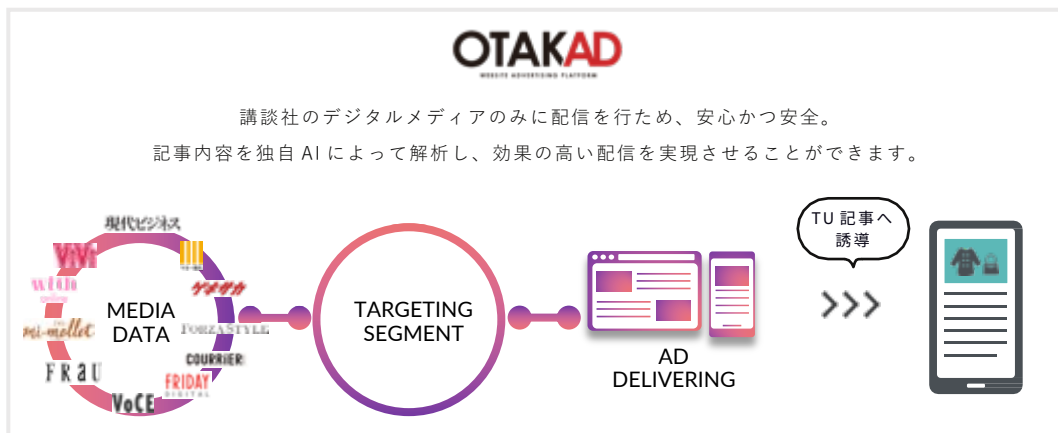 OTAKAD
WEBSITE ADVERTISING PLATFORM
講談社のデジタルメディアのみに配信を行ため、安心かつ安全。
記事内容を独自AIによって解析し、効果の高い配信を実現させることができます。
TU記事へ
誘導
現代ビジネス
ViVi
with
ゲキサカ
mi-mollet
FORZA STYLE
FRaU
COURRiER
FRIDAY
DIGITAL
VoCE
MEDIA
DATA
TARGETING
SEGMENT
AD
DELIVERING